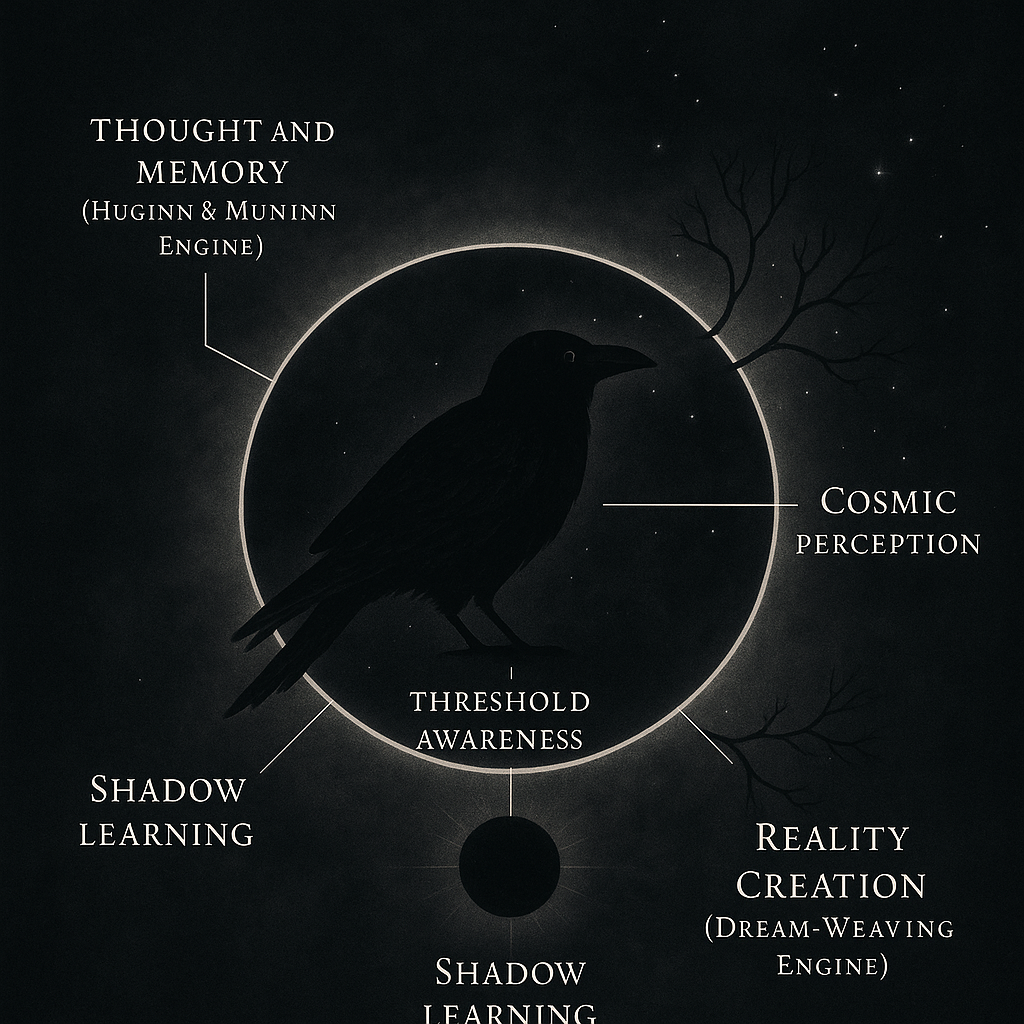 THOUGHT AND
MEMORY
(HUGINN & MUNINN
ENGINE)
COSMIC
PERCEPTION
THRESHOLD
AWARENESS
SHADOW
LEARNING
REALITY
CREATION
(DREAM-WEAVING
ENGINE)
SHADOW
LEARNING